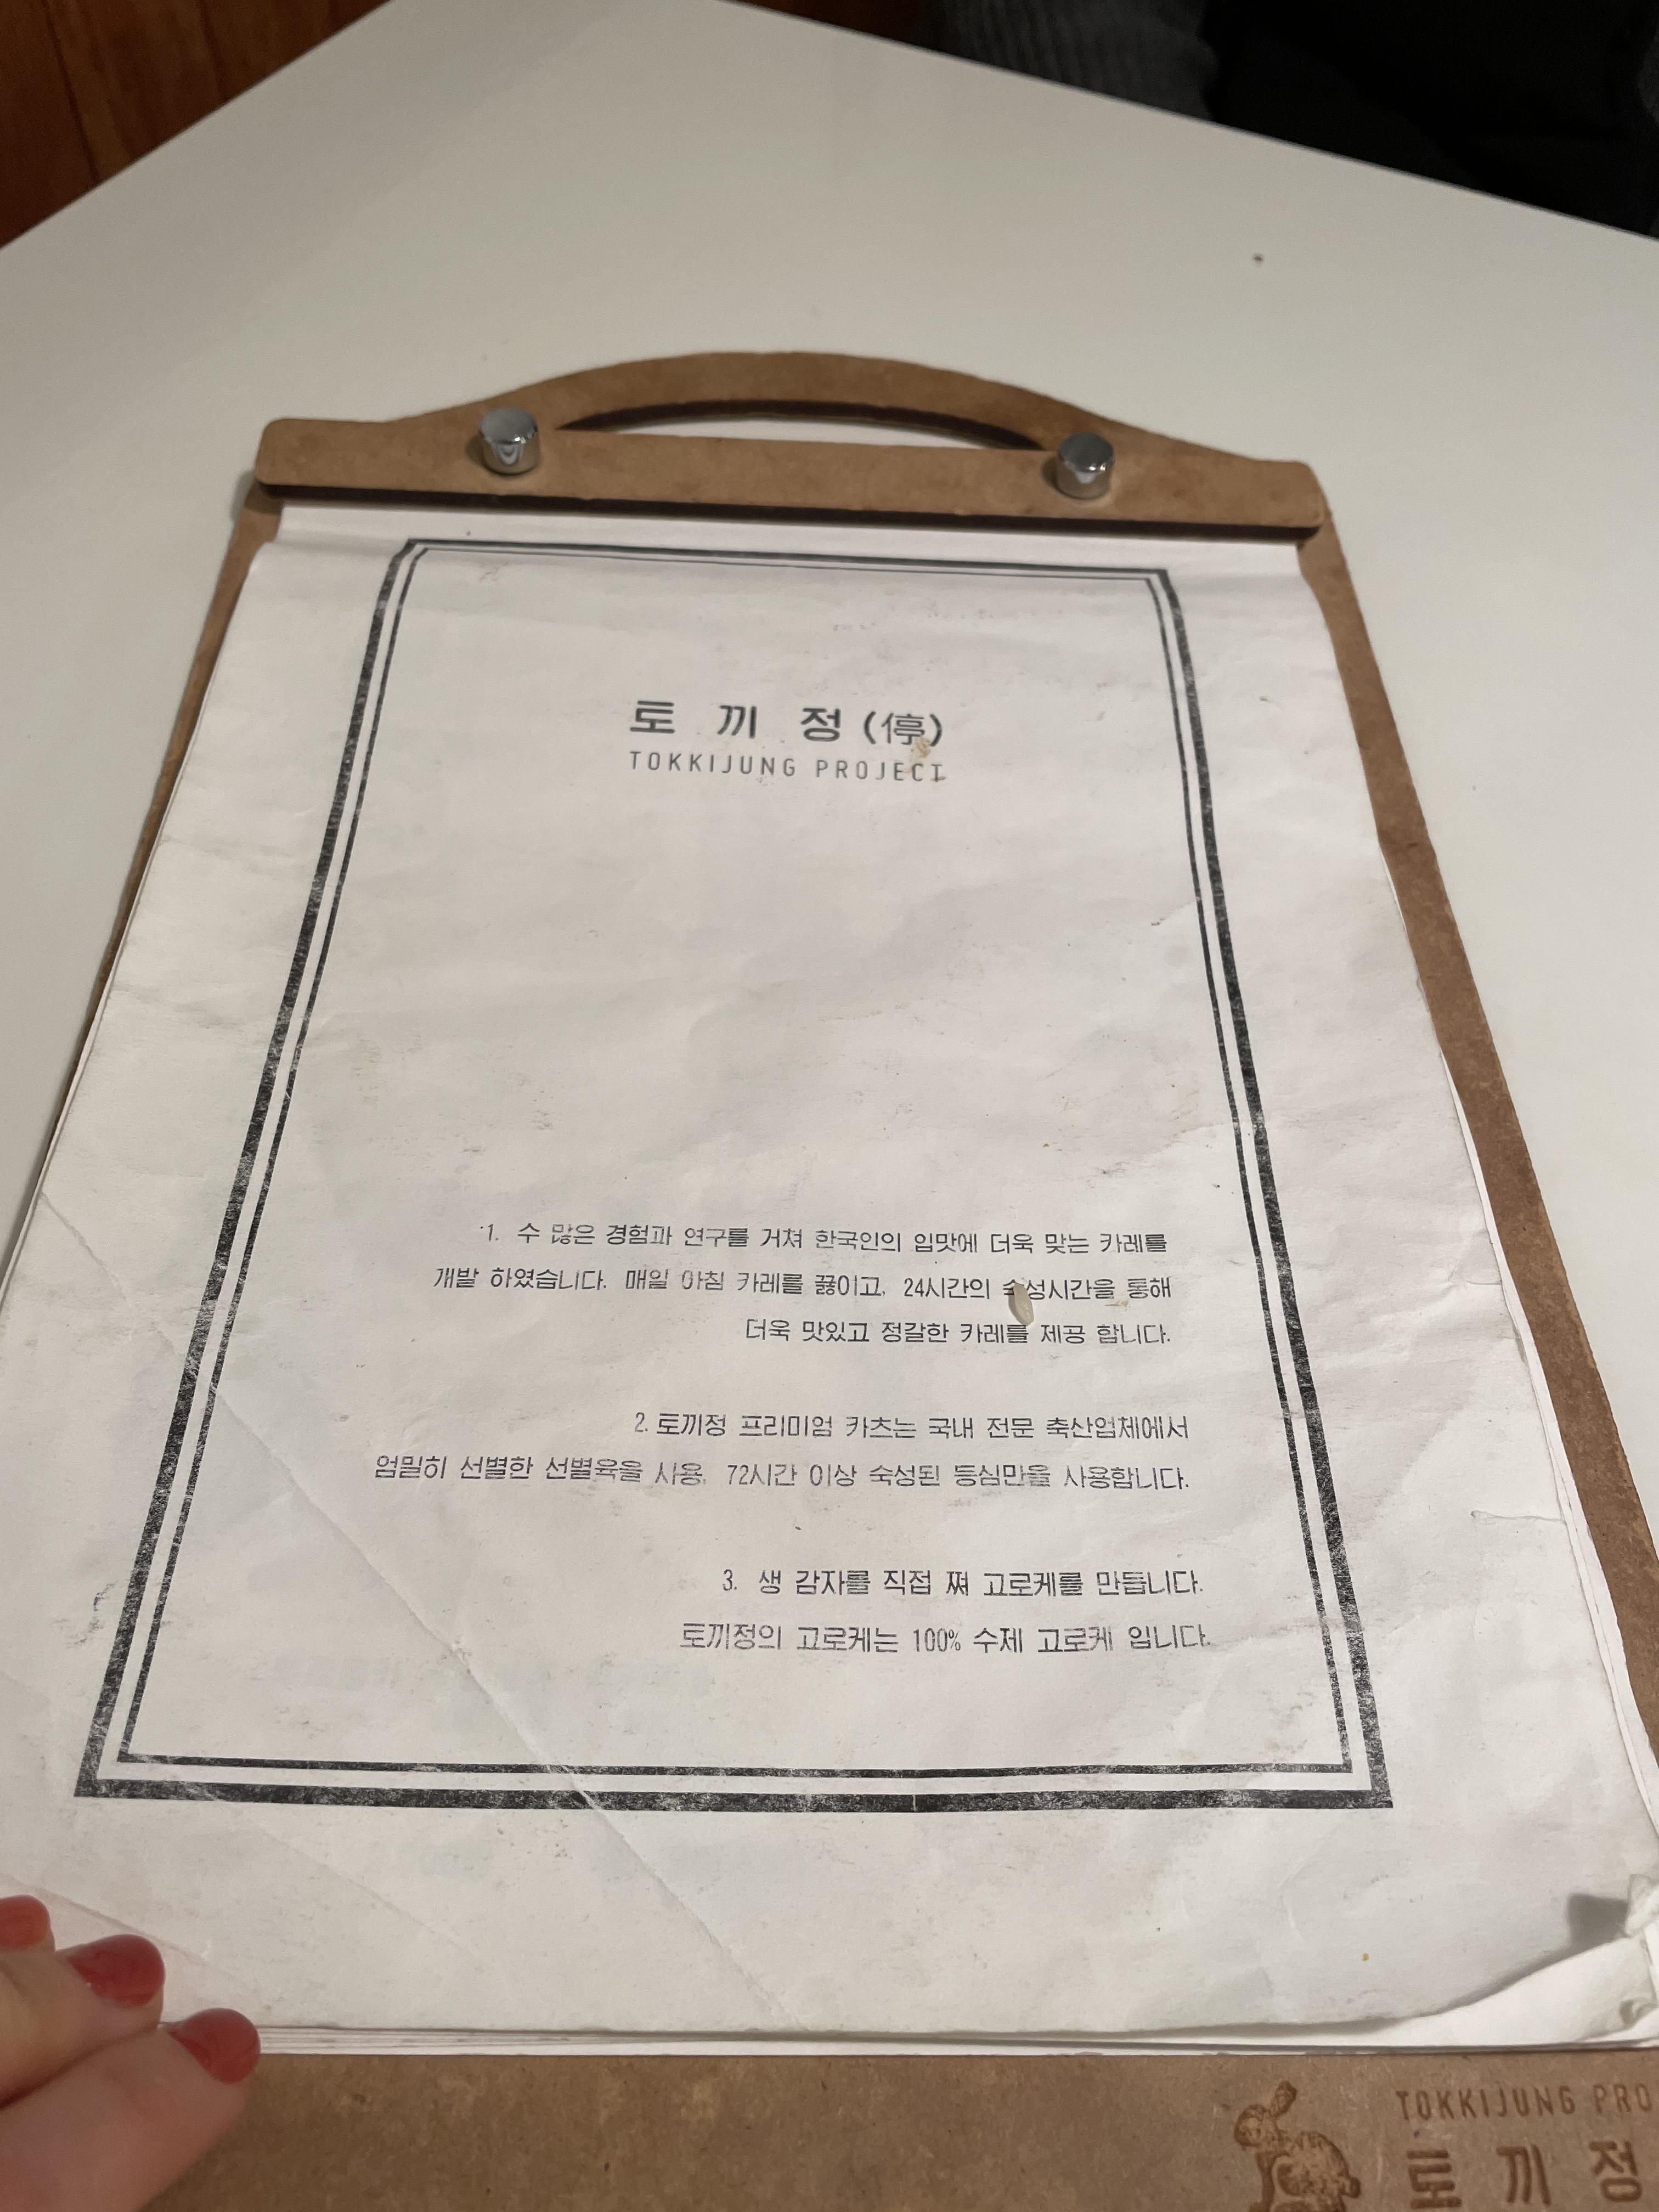 토 끼 정 (停)
TOKKIJUNG PROJECT
1. 수 많은 경험과 연구를 거쳐 한국인의 입맛에 더욱 맞는 카레를
개발 하였습니다. 매일 아침 카레를 끓이고, 24시간의 숙성시간을 통해
더욱 맛있고 정갈한 카레를 제공 합니다.
2. 토끼정 프리미엄 카츠는 국내 전문 축산업체에서
엄밀히 선별한 선별육을 사용, 72시간 이상 숙성된 등심만을 사용합니다.
3. 생 감자를 직접 쪄 고로케를 만듭니다.
토끼정의 고로케는 100% 수제 고로케 입니다.
TOKKIJUNG PRO
토 끼 정